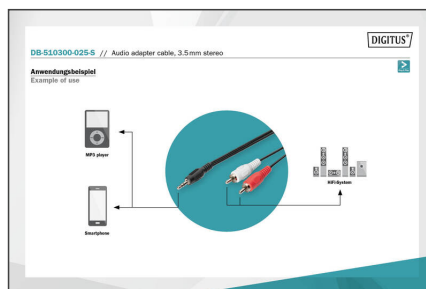 DIGITUS®
DB-510300-025-S // Audio adapter cable, 3.5 mm stereo
Anwendungsbeispiel
Example of use
MP3 player
Smartphone
HiFi-System